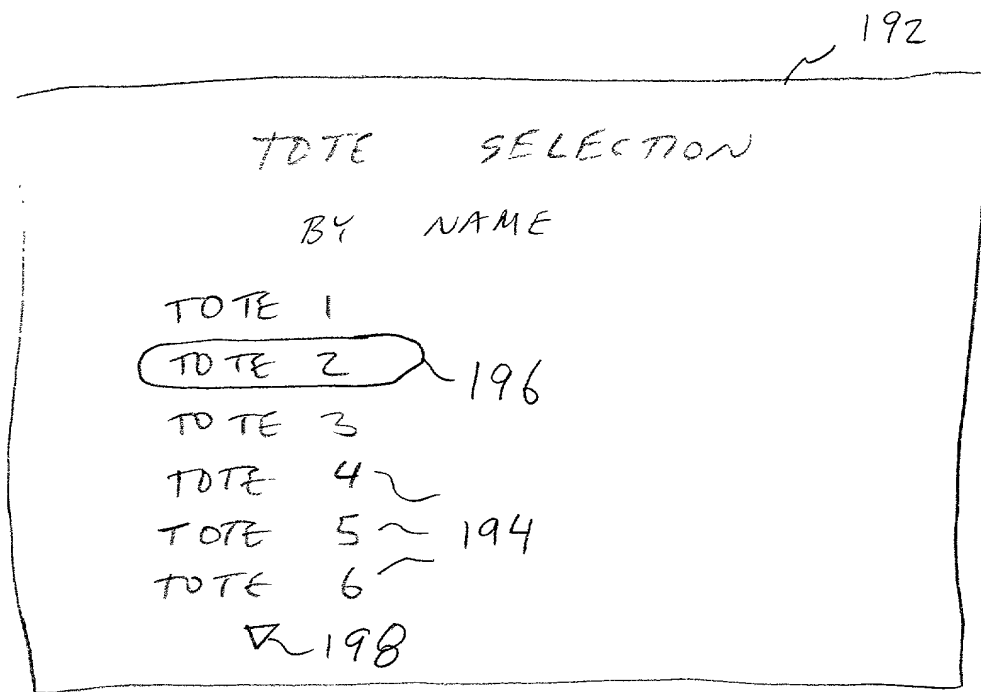 192
TOTE SELECTION
BY NAME
TOTE 1
TOTE 2
196
TOTE 3
TOTE 4
TOTE 5
194
TOTE 6
198